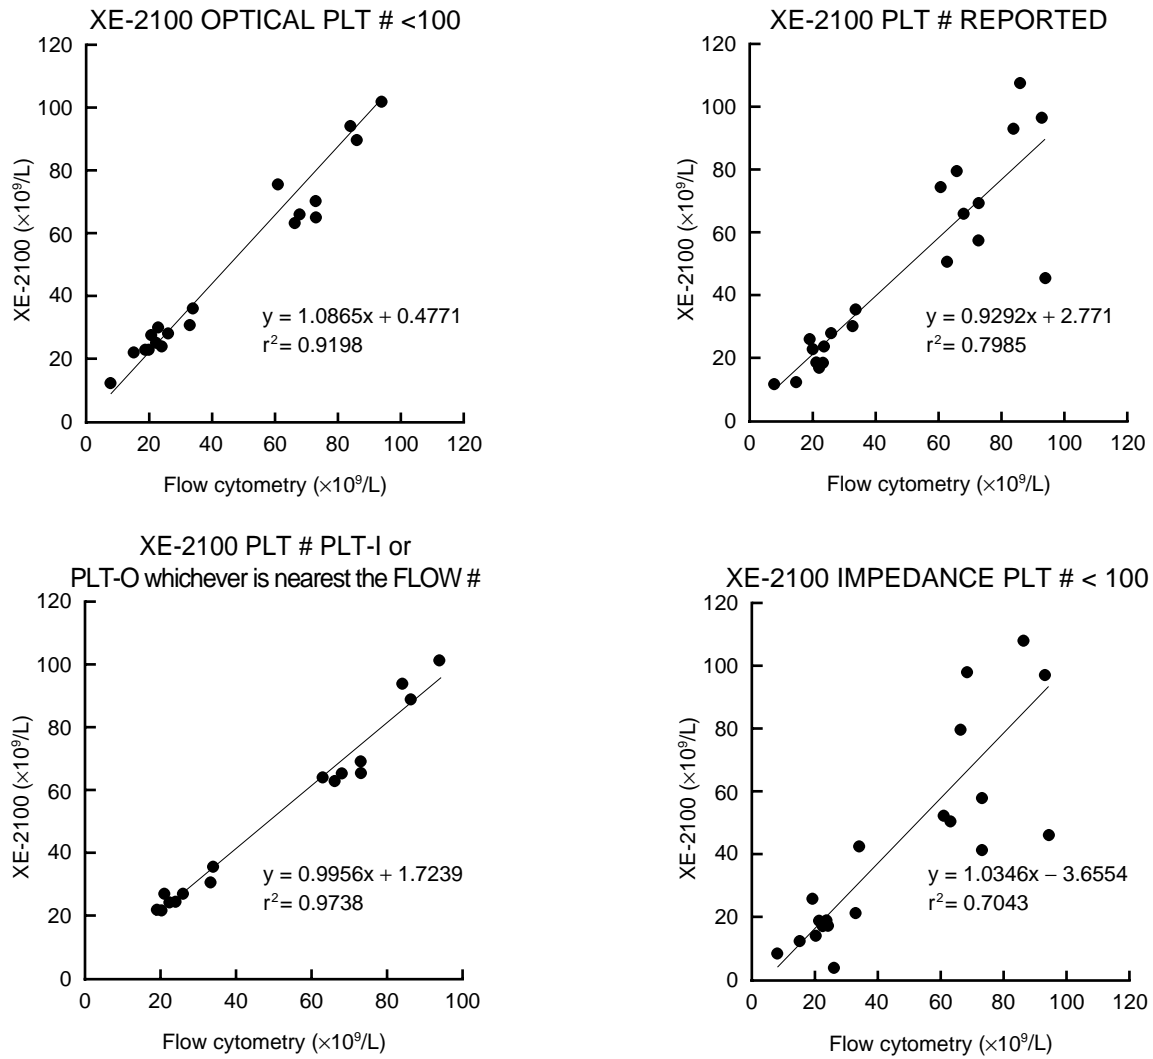 XE-2100 OPTICAL PLT # <100
120
100
80
60
40
20
0
XE-2100 (×10⁹/L)
y = 1.0865x + 0.4771
r² = 0.9198
0 20 40 60 80 100 120
Flow cytometry (×10⁹/L)
XE-2100 PLT # REPORTED
120
100
80
60
40
20
0
XE-2100 (×10⁹/L)
y = 0.9292x + 2.771
r² = 0.7985
0 20 40 60 80 100 120
Flow cytometry (×10⁹/L)
XE-2100 PLT # PLT-I or
PLT-O whichever is nearest the FLOW #
120
100
80
60
40
20
0
XE-2100 (×10⁹/L)
y = 0.9956x + 1.7239
r² = 0.9738
0 20 40 60 80 100
Flow cytometry (×10⁹/L)
XE-2100 IMPEDANCE PLT # < 100
120
100
80
60
40
20
0
XE-2100 (×10⁹/L)
y = 1.0346x − 3.6554
r² = 0.7043
0 20 40 60 80 100 120
Flow cytometry (×10⁹/L)